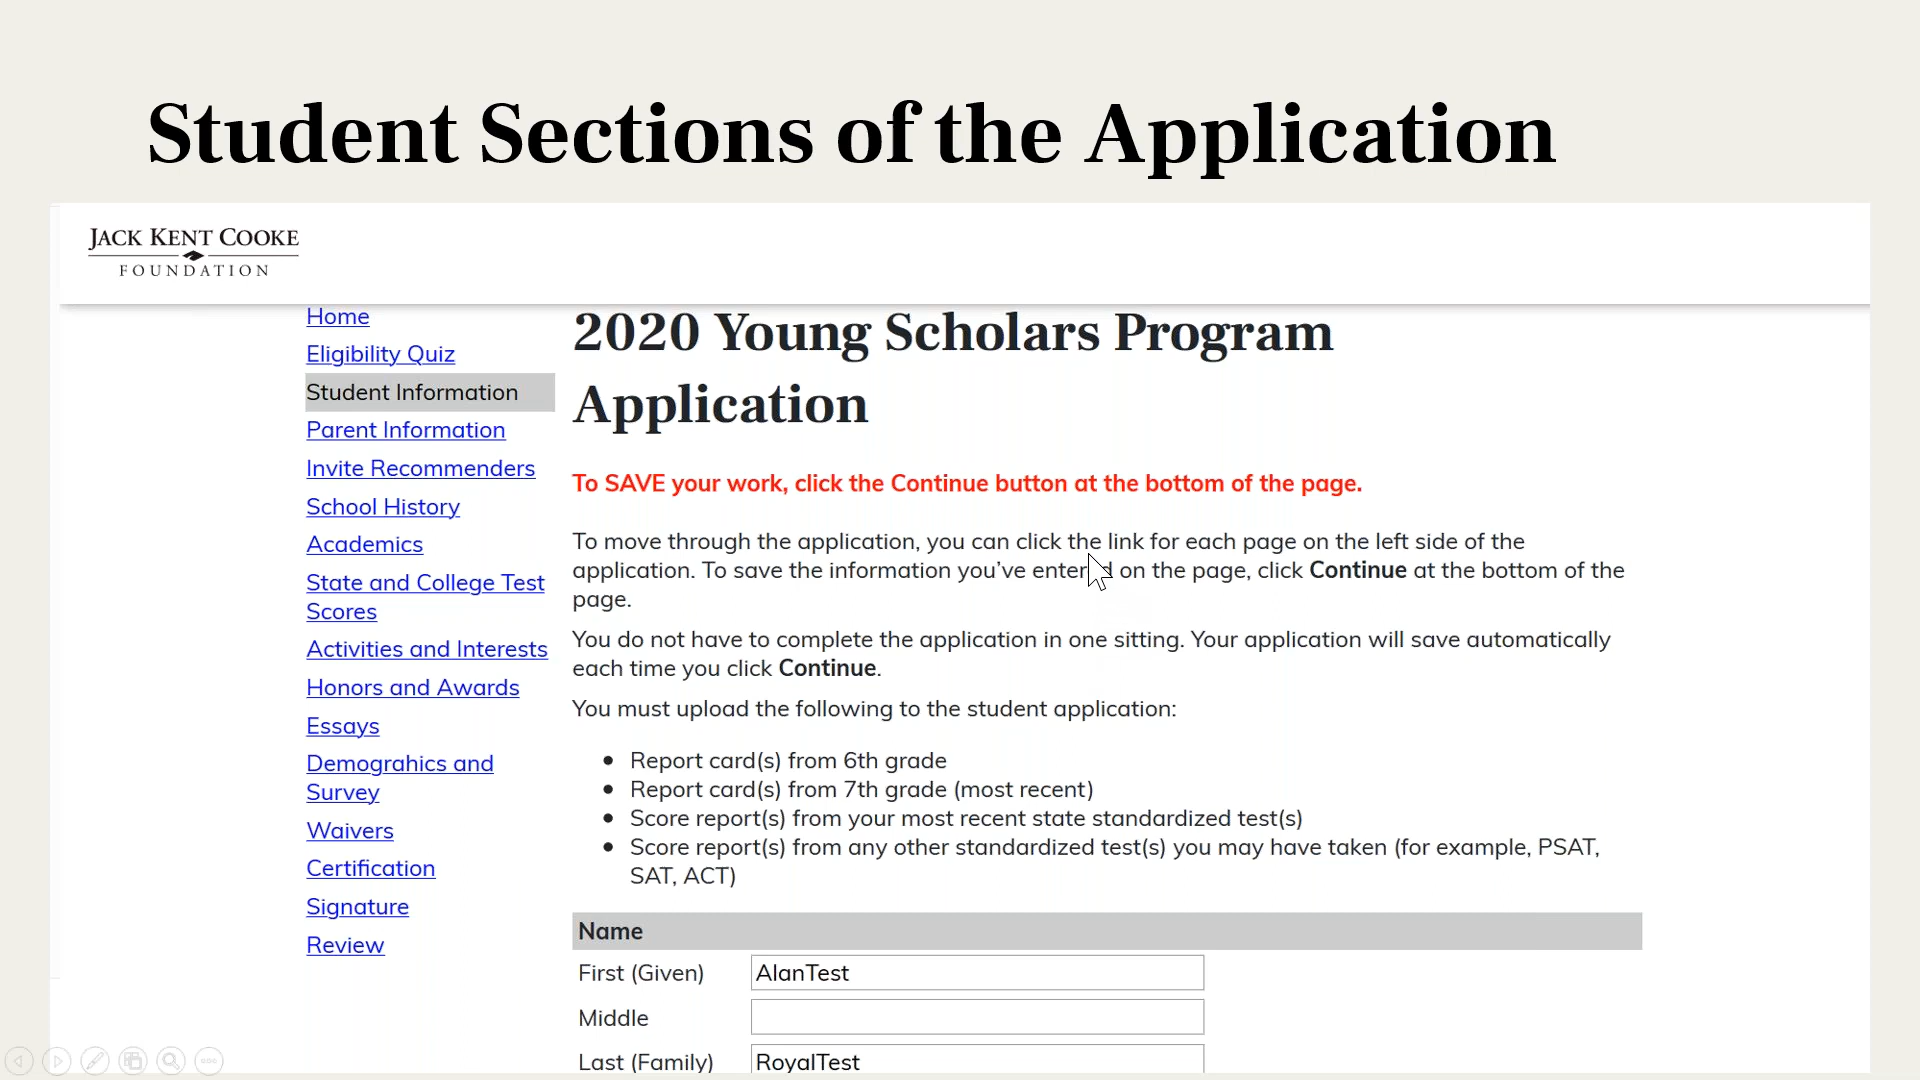 Student Sections of the Application
JACK KENT COOKE
FOUNDATION
Home
Eligibility Quiz
Student Information
Parent Information
Invite Recommenders
School History
Academics
State and College Test
Scores
Activities and Interests
Honors and Awards
Essays
Demograhics and
Survey
Waivers
Certification
Signature
Review
2020 Young Scholars Program
Application
To SAVE your work, click the Continue button at the bottom of the page.
To move through the application, you can click the link for each page on the left side of the
application. To save the information you’ve entered on the page, click Continue at the bottom of the
page.
You do not have to complete the application in one sitting. Your application will save automatically
each time you click Continue.
You must upload the following to the student application:
• Report card(s) from 6th grade
• Report card(s) from 7th grade (most recent)
• Score report(s) from your most recent state standardized test(s)
• Score report(s) from any other standardized test(s) you may have taken (for example, PSAT,
SAT, ACT)
Name
First (Given) AlanTest
Middle
Last (Family) RoyalTest